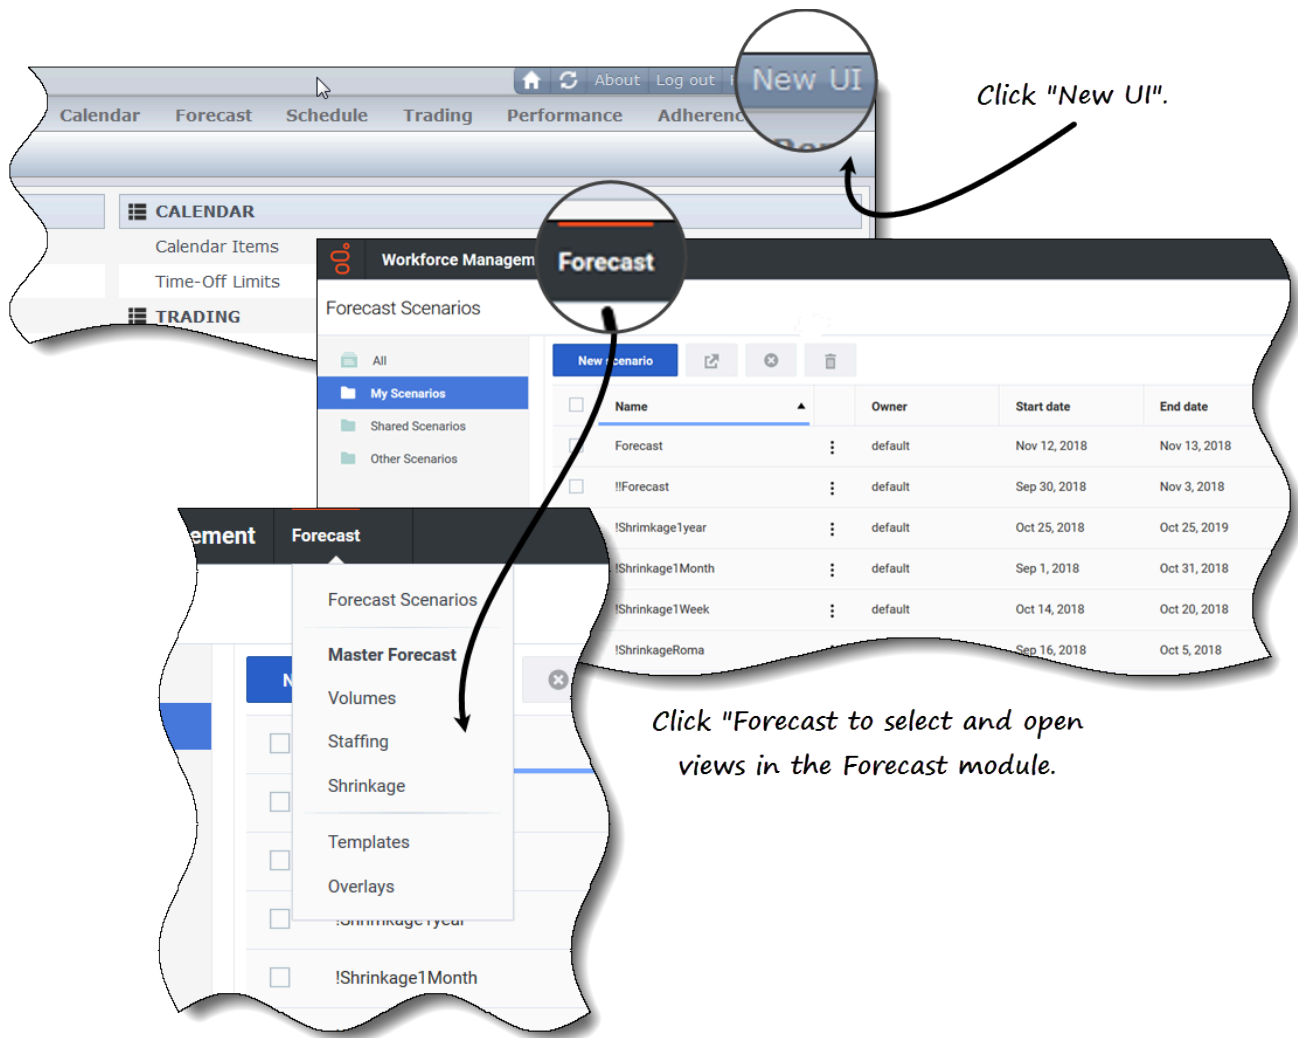 About Log out New UI
Click "New UI".
Calendar Forecast Schedule Trading Performance Adherenc
CALENDAR
Calendar Items
Time-Off Limits
TRADING
Workforce Managem Forecast
Forecast Scenarios
All
My Scenarios
Shared Scenarios
Other Scenarios
New scenario
Name Owner Start date End date
Forecast default Nov 12, 2018 Nov 13, 2018
!!Forecast default Sep 30, 2018 Nov 3, 2018
!Shrimkage1year default Oct 25, 2018 Oct 25, 2019
!Shrinkage1Month default Sep 1, 2018 Oct 31, 2018
!Shrinkage1Week default Oct 14, 2018 Oct 20, 2018
!ShrinkageRoma Sep 16, 2018 Oct 5, 2018
ement Forecast
Forecast Scenarios
Master Forecast
Volumes
Staffing
Shrinkage
Templates
Overlays
!Shrimkage1year
!Shrinkage1Month
Click "Forecast to select and open
views in the Forecast module.